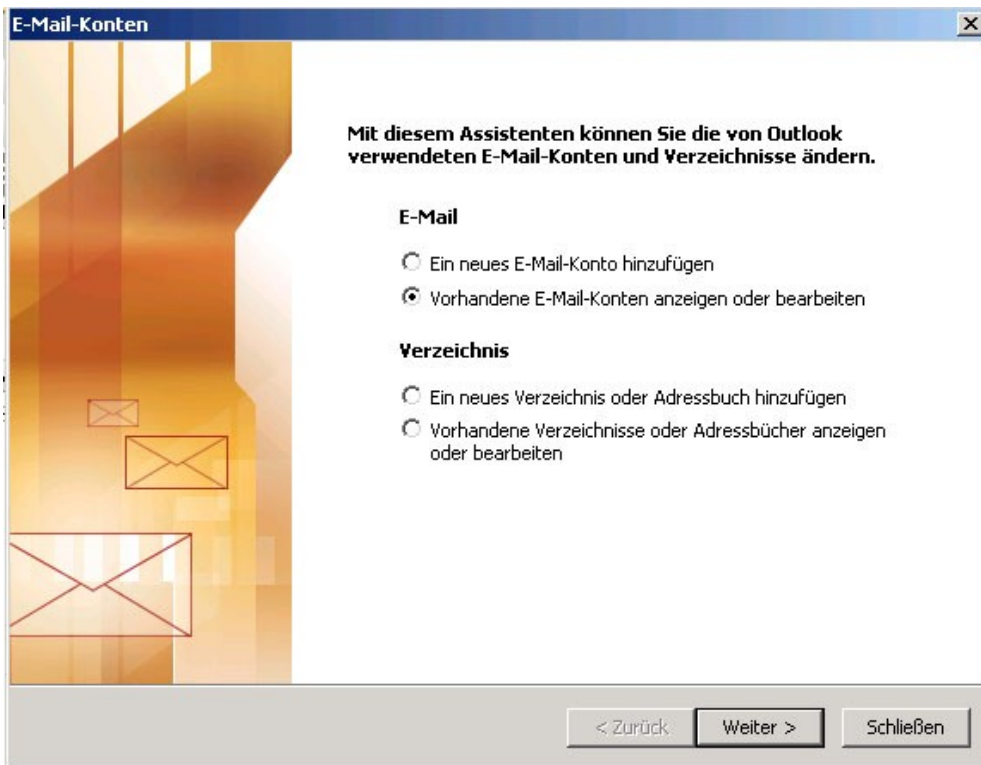 E-Mail-Konten
Mit diesem Assistenten können Sie die von Outlook
verwendeten E-Mail-Konten und Verzeichnisse ändern.
E-Mail
Ein neues E-Mail-Konto hinzufügen
Vorhandene E-Mail-Konten anzeigen oder bearbeiten
Verzeichnis
Ein neues Verzeichnis oder Adressbuch hinzufügen
Vorhandene Verzeichnisse oder Adressbücher anzeigen
oder bearbeiten
< Zurück
Weiter >
Schließen